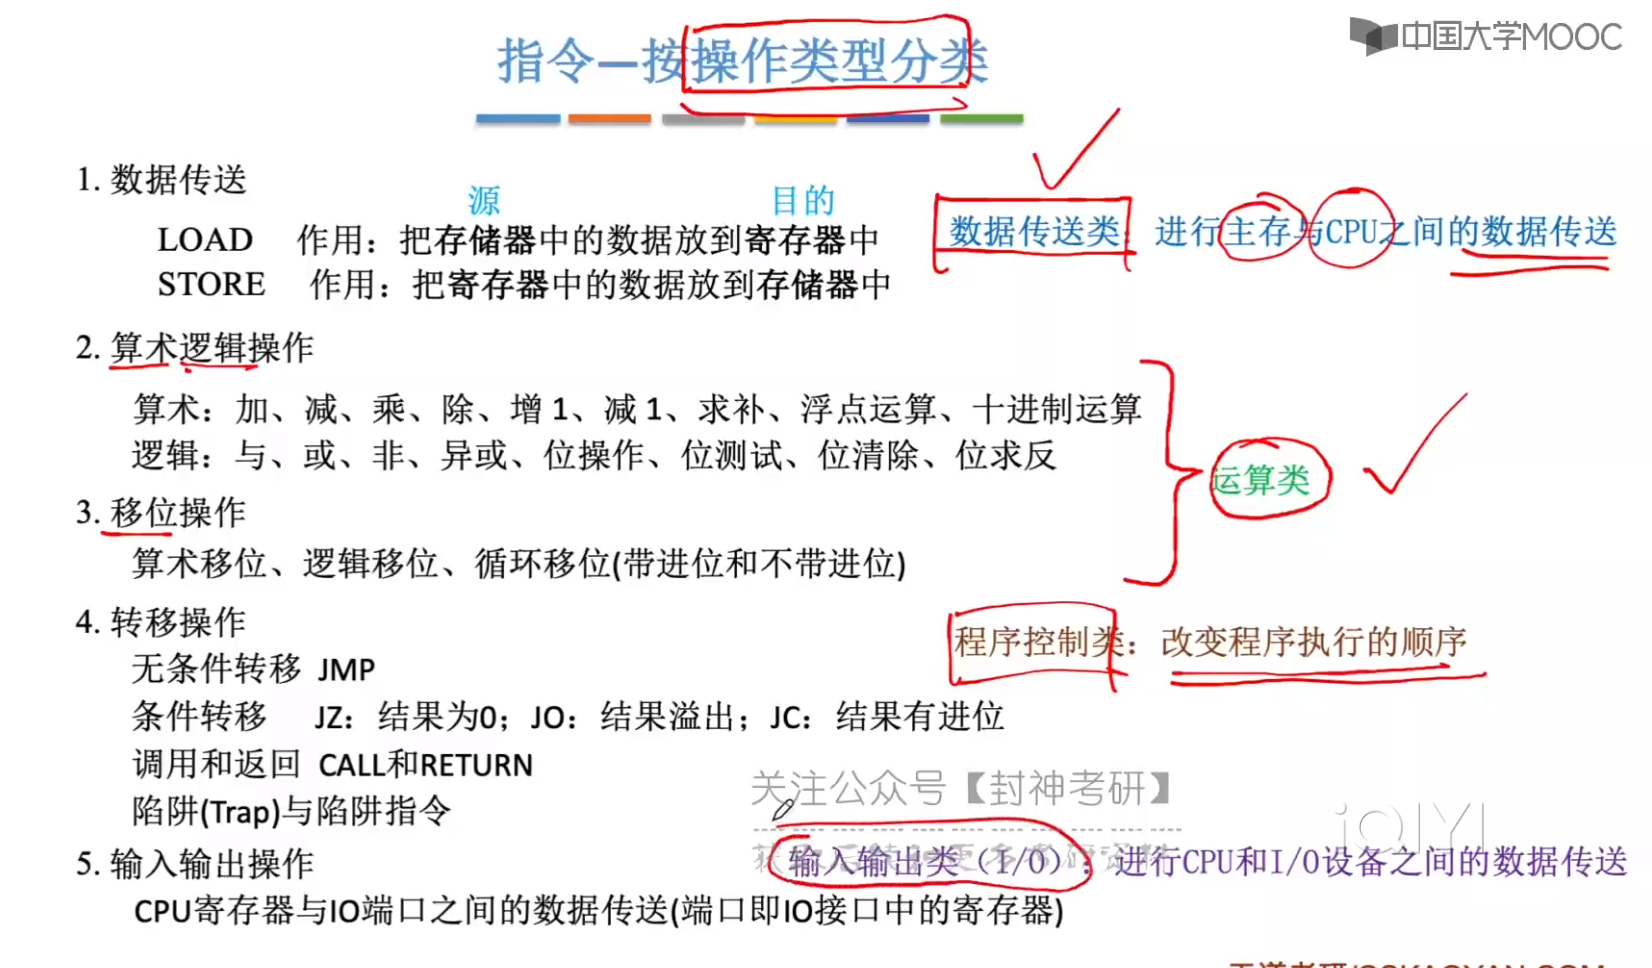 中国大学MOOC
指令—按操作类型分类
1. 数据传送
源 目的
数据传送类： 进行主存与CPU之间的数据传送
LOAD 作用：把存储器中的数据放到寄存器中
STORE 作用：把寄存器中的数据放到存储器中
2. 算术逻辑操作
算术：加、减、乘、除、增 1、减 1、求补、浮点运算、十进制运算
逻辑：与、或、非、异或、位操作、位测试、位清除、位求反
运算类
3. 移位操作
算术移位、逻辑移位、循环移位(带进位和不带进位)
4. 转移操作
程序控制类：改变程序执行的顺序
无条件转移 JMP
条件转移 JZ：结果为0；JO：结果溢出；JC：结果有进位
调用和返回 CALL和RETURN
陷阱(Trap)与陷阱指令
关注公众号【封神考研】
iQIYI
5. 输入输出操作
输入输出类（I/O）：进行CPU和I/O设备之间的数据传送
CPU寄存器与IO端口之间的数据传送(端口即IO接口中的寄存器)